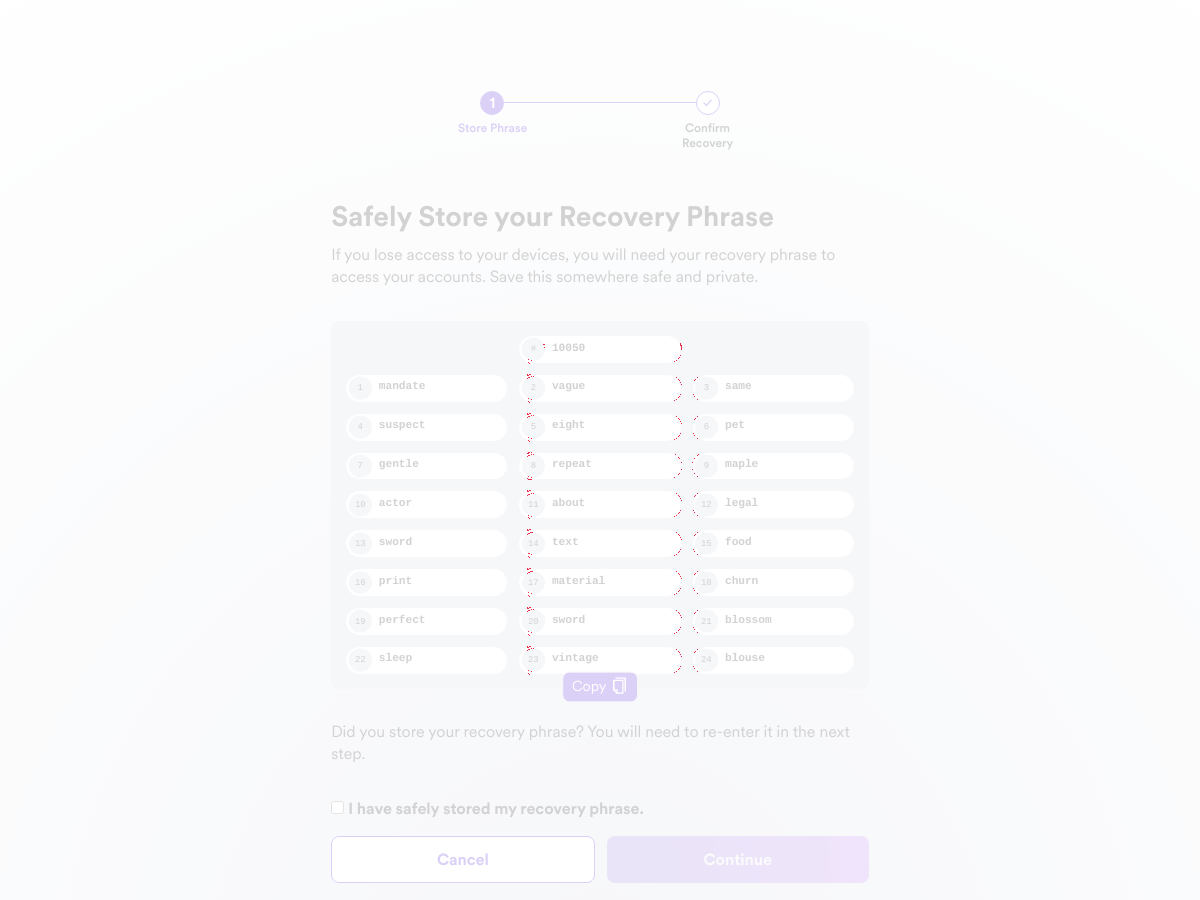 1
Store Phrase
Confirm
Recovery
Safely Store your Recovery Phrase
If you lose access to your devices, you will need your recovery phrase to
access your accounts. Save this somewhere safe and private.
# 10050
1 mandate 2 vague 3 same
4 suspect 5 eight 6 pet
7 gentle 8 repeat 9 maple
10 actor 11 about 12 legal
13 sword 14 text 15 food
16 print 17 material 18 churn
19 perfect 20 sword 21 blossom
22 sleep 23 vintage 24 blouse
Copy
Did you store your recovery phrase? You will need to re-enter it in the next
step.
I have safely stored my recovery phrase.
Cancel Continue